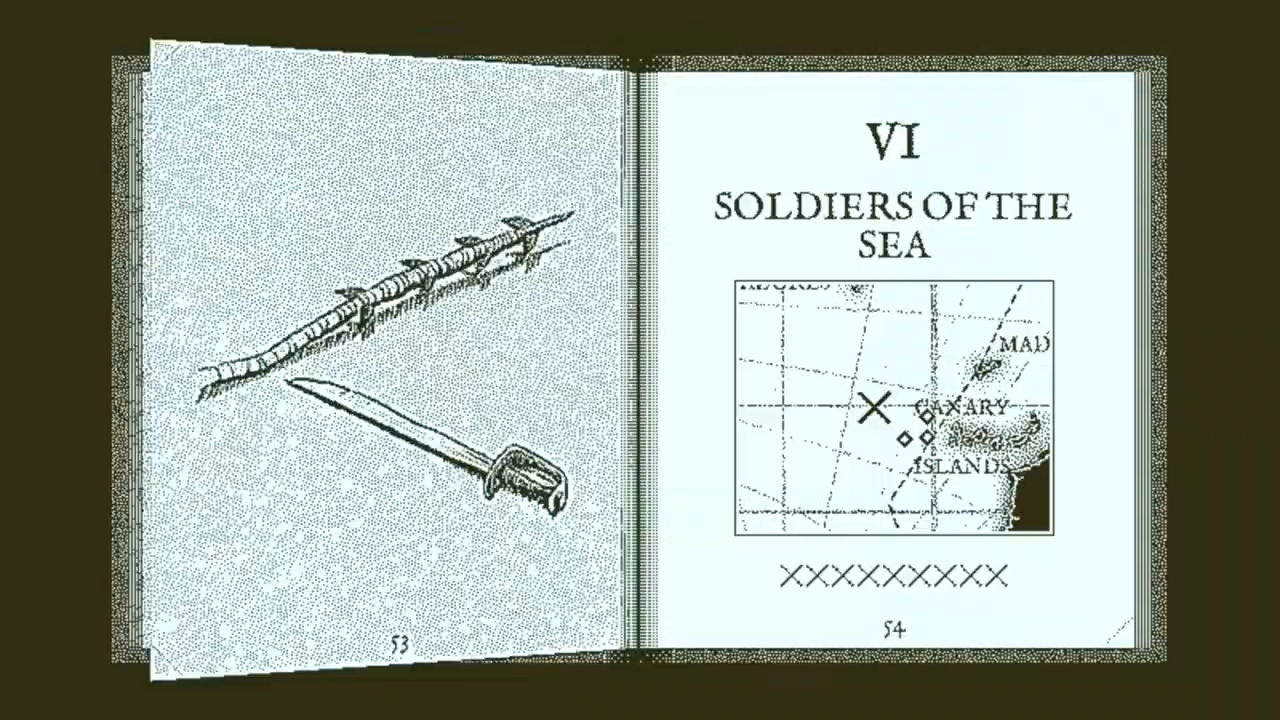 53
VI
SOLDIERS OF THE
SEA
MAD
CANARY
ISLANDS
XXXXXXXXX
54